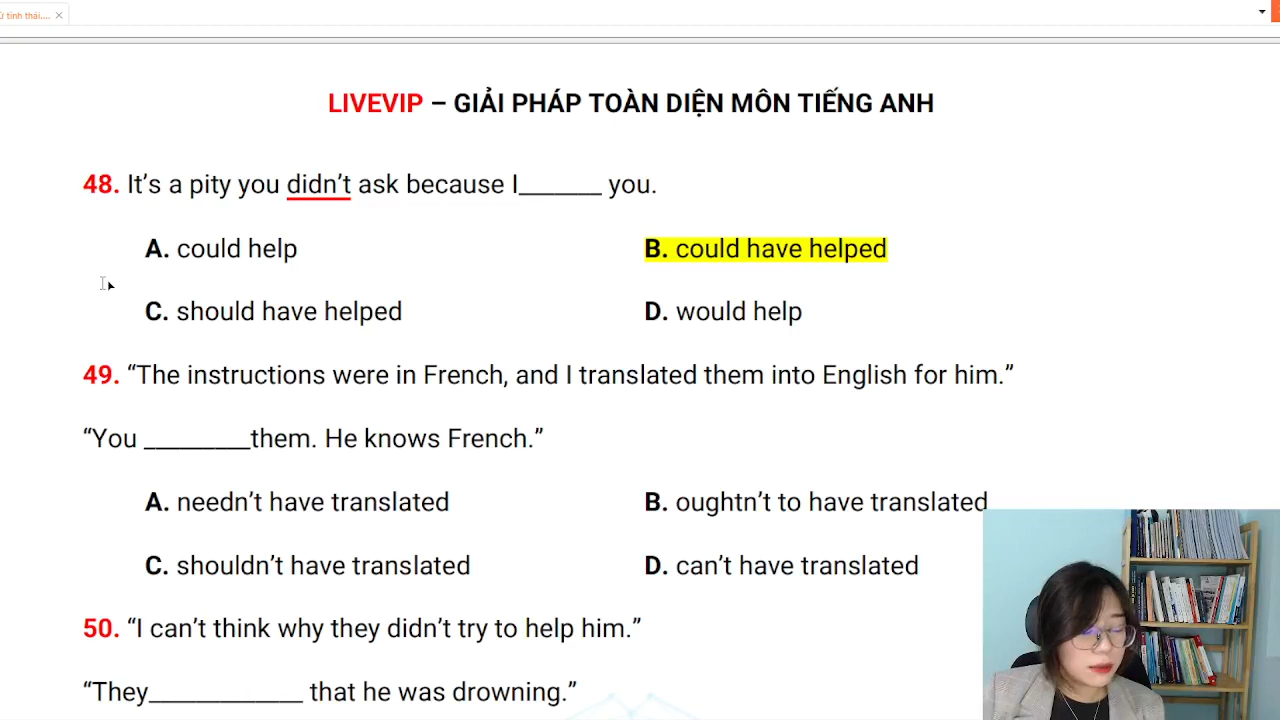 ừ tình thái....
LIVEVIP – GIẢI PHÁP TOÀN DIỆN MÔN TIẾNG ANH
48. It's a pity you didn't ask because I_______ you.
A. could help
B. could have helped
C. should have helped
D. would help
49. “The instructions were in French, and I translated them into English for him.”
“You _________them. He knows French.”
A. needn't have translated
B. oughtn't to have translated
C. shouldn't have translated
D. can't have translated
50. “I can't think why they didn't try to help him.”
“They_____________ that he was drowning.”